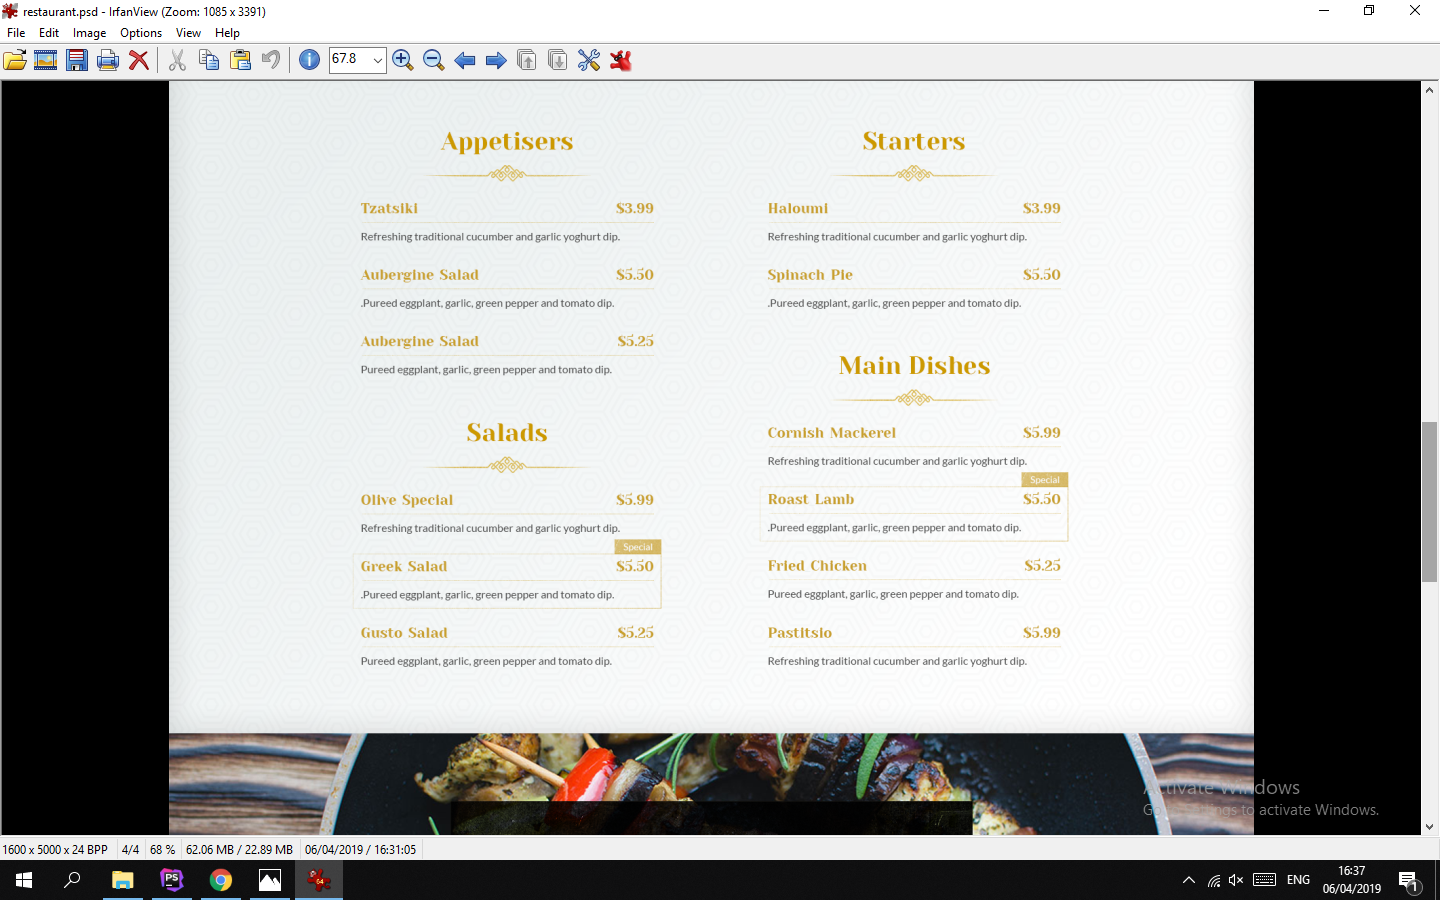 restaurant.psd - IrfanView (Zoom: 1085 x 3391)
File Edit Image Options View Help
67.8
Appetisers
Tzatsiki $3.99
Refreshing traditional cucumber and garlic yoghurt dip.
Aubergine Salad $5.50
.Pureed eggplant, garlic, green pepper and tomato dip.
Aubergine Salad $5.25
Pureed eggplant, garlic, green pepper and tomato dip.
Salads
Olive Special $5.99
Refreshing traditional cucumber and garlic yoghurt dip.
Special
Greek Salad $5.50
.Pureed eggplant, garlic, green pepper and tomato dip.
Gusto Salad $5.25
Pureed eggplant, garlic, green pepper and tomato dip.
Starters
Haloumi $3.99
Refreshing traditional cucumber and garlic yoghurt dip.
Spinach Pie $5.50
.Pureed eggplant, garlic, green pepper and tomato dip.
Main Dishes
Cornish Mackerel $5.99
Refreshing traditional cucumber and garlic yoghurt dip.
Special
Roast Lamb $5.50
.Pureed eggplant, garlic, green pepper and tomato dip.
Fried Chicken $5.25
Pureed eggplant, garlic, green pepper and tomato dip.
Pastitsio $5.99
Refreshing traditional cucumber and garlic yoghurt dip.
Activate Windows
Go to Settings to activate Windows.
1600 x 5000 x 24 BPP 4/4 68 % 62.06 MB / 22.89 MB 06/04/2019 / 16:31:05
PS
64
ENG
16:37
06/04/2019
1